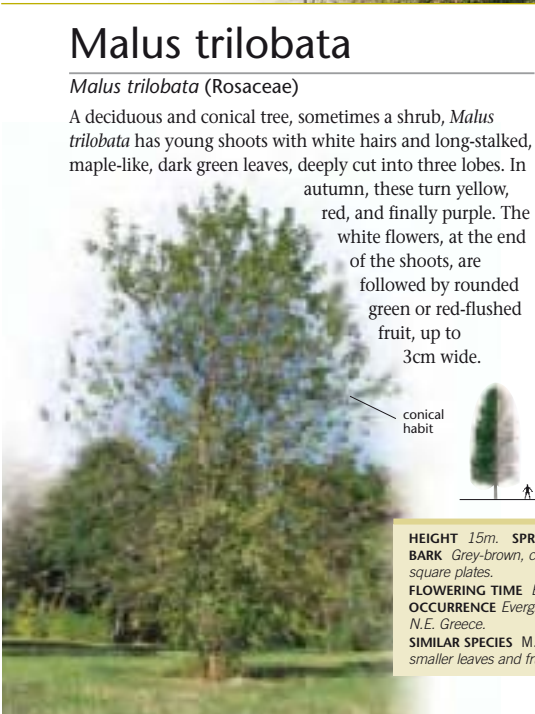 Malus trilobata
Malus trilobata (Rosaceae)
A deciduous and conical tree, sometimes a shrub, Malus
trilobata has young shoots with white hairs and long-stalked,
maple-like, dark green leaves, deeply cut into three lobes. In
autumn, these turn yellow,
red, and finally purple. The
white flowers, at the end
of the shoots, are
followed by rounded
green or red-flushed
fruit, up to
3cm wide.
conical
habit
HEIGHT 15m. SPR
BARK Grey-brown, c
square plates.
FLOWERING TIME
OCCURRENCE Everg
N.E. Greece.
SIMILAR SPECIES M.
smaller leaves and fr